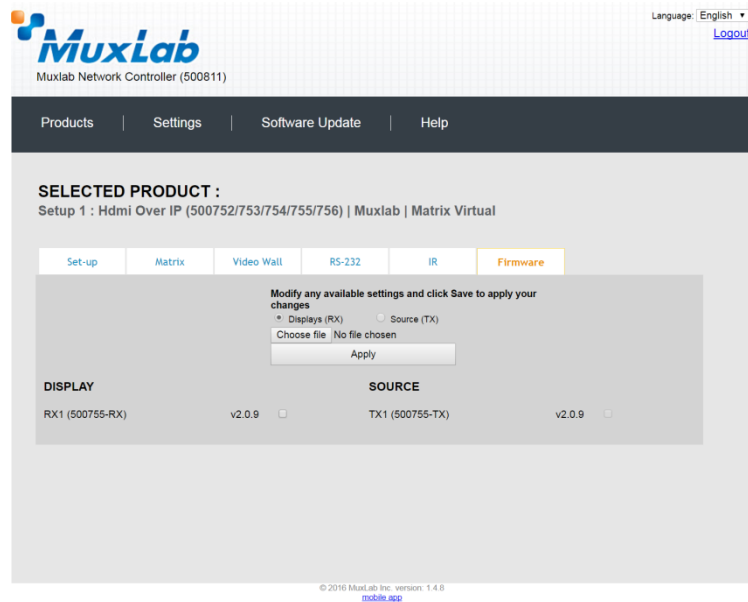 Language: English
Logout
MuxLab
Muxlab Network Controller (500811)
Products | Settings | Software Update | Help
SELECTED PRODUCT :
Setup 1 : Hdmi Over IP (500752/753/754/755/756) | Muxlab | Matrix Virtual
Set-up Matrix Video Wall RS-232 IR Firmware
Modify any available settings and click Save to apply your
changes
Displays (RX) Source (TX)
Choose file No file chosen
Apply
DISPLAY SOURCE
RX1 (500755-RX) v2.0.9 TX1 (500755-TX) v2.0.9
© 2016 MuxLab Inc. version: 1.4.8
mobile app